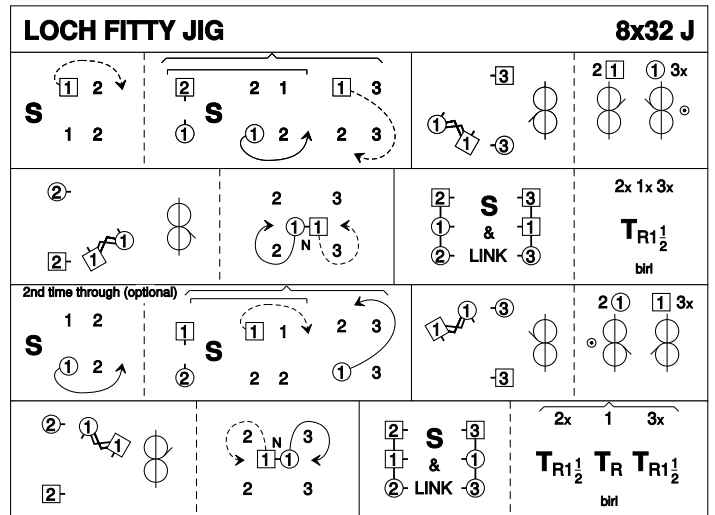 LOCH FITTY JIG 8x32 J
1 2 2 2 1 1 3 3 2 1 1 3x
S S
1 2 1 1 2 2 3 1 1 3
2 2 3 2 S 3 2x 1x 3x
1 1 1 & 1 TR1½
2 1 1 2 N 3 2 LINK 3 birl
2nd time through (optional)
1 2 1 1 1 2 3 1 1 3 2 1 1 3x
S S
1 2 2 2 2 1 3 3
2 1 1 2 N 3 2 S 3 2x 1 3x
1 1 1 & 1 TR1½ TR TR1½
2 2 3 2 LINK 3 birl